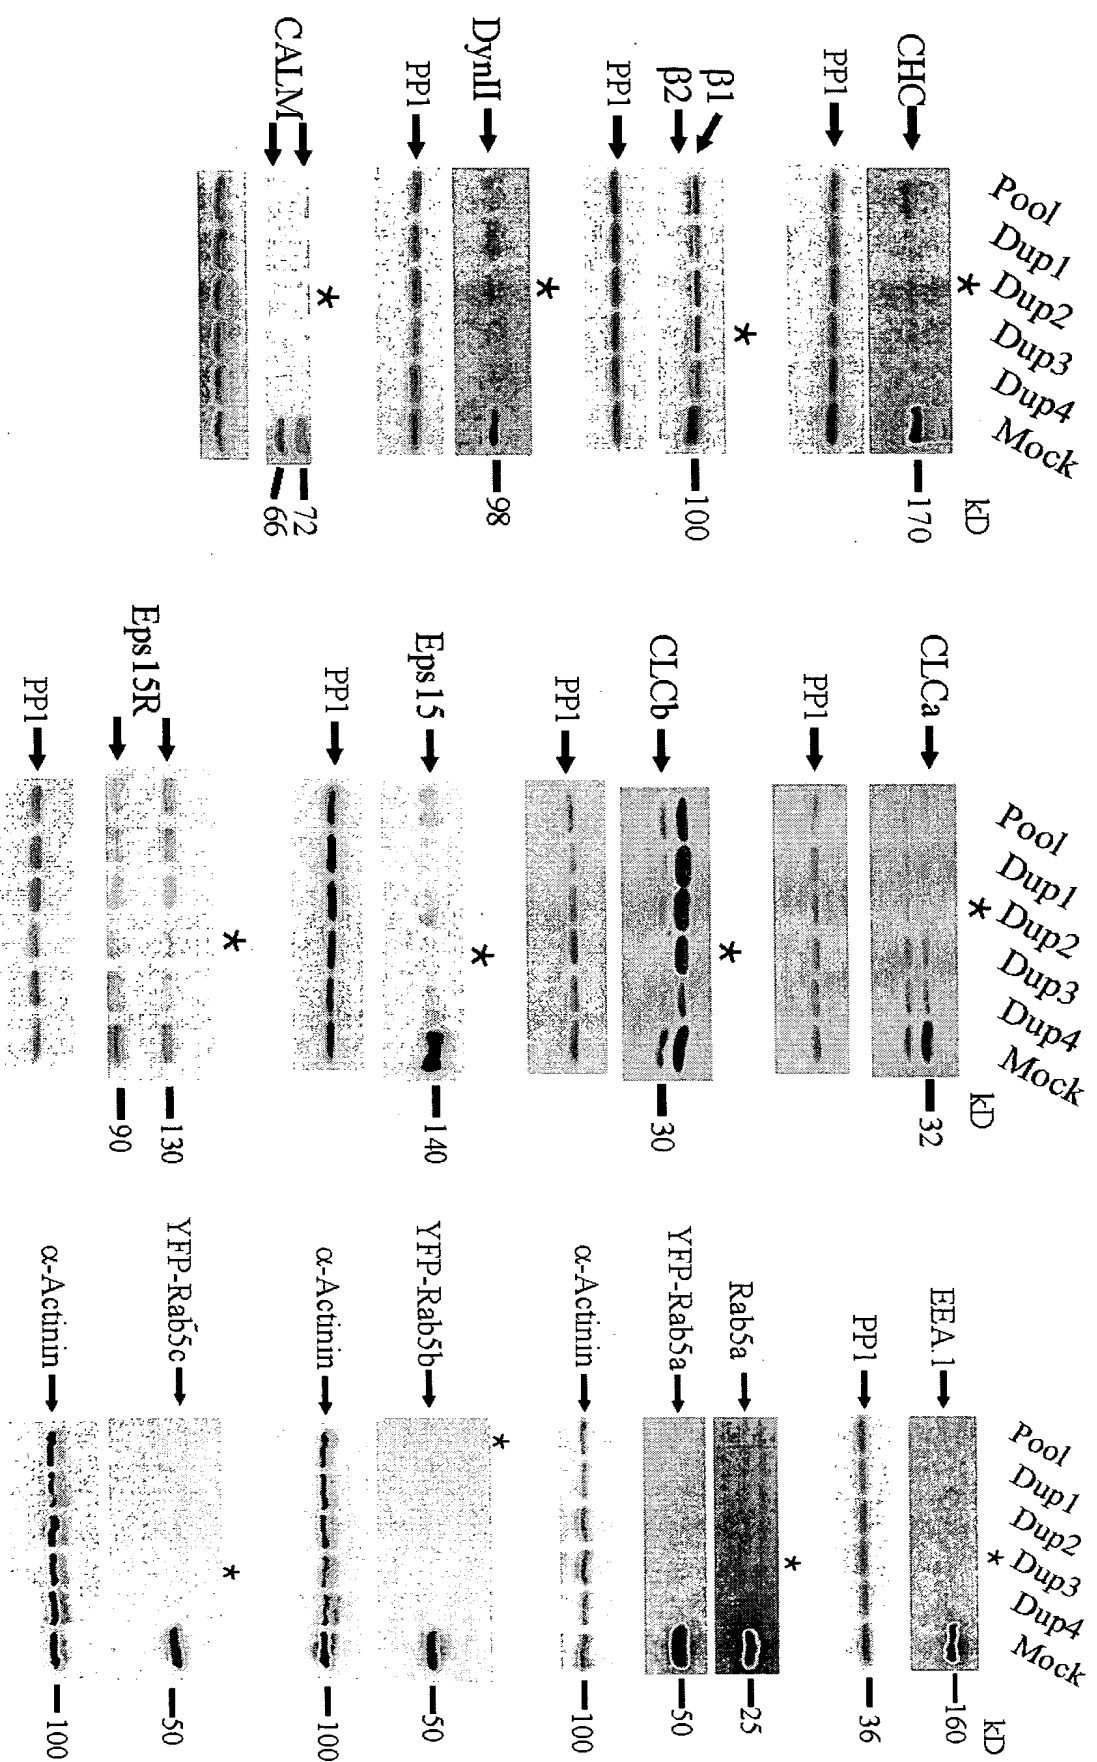 Pool Dup1 Dup2 Dup3 Dup4 Mock
*
kD
CHC
170
PP1
*
β1
β2
100
PP1
*
DynII
98
PP1
*
CALM
72
66
Pool Dup1 Dup2 Dup3 Dup4 Mock
*
kD
CLCa
32
PP1
*
CLCb
30
PP1
*
Eps15
140
PP1
*
Eps15R
130
90
PP1
Pool Dup1 Dup2 Dup3 Dup4 Mock
*
kD
EEA.1
160
PP1
36
*
Rab5a
25
YFP-Rab5a
50
α-Actinin
100
*
YFP-Rab5b
50
α-Actinin
100
*
YFP-Rab5c
50
α-Actinin
100